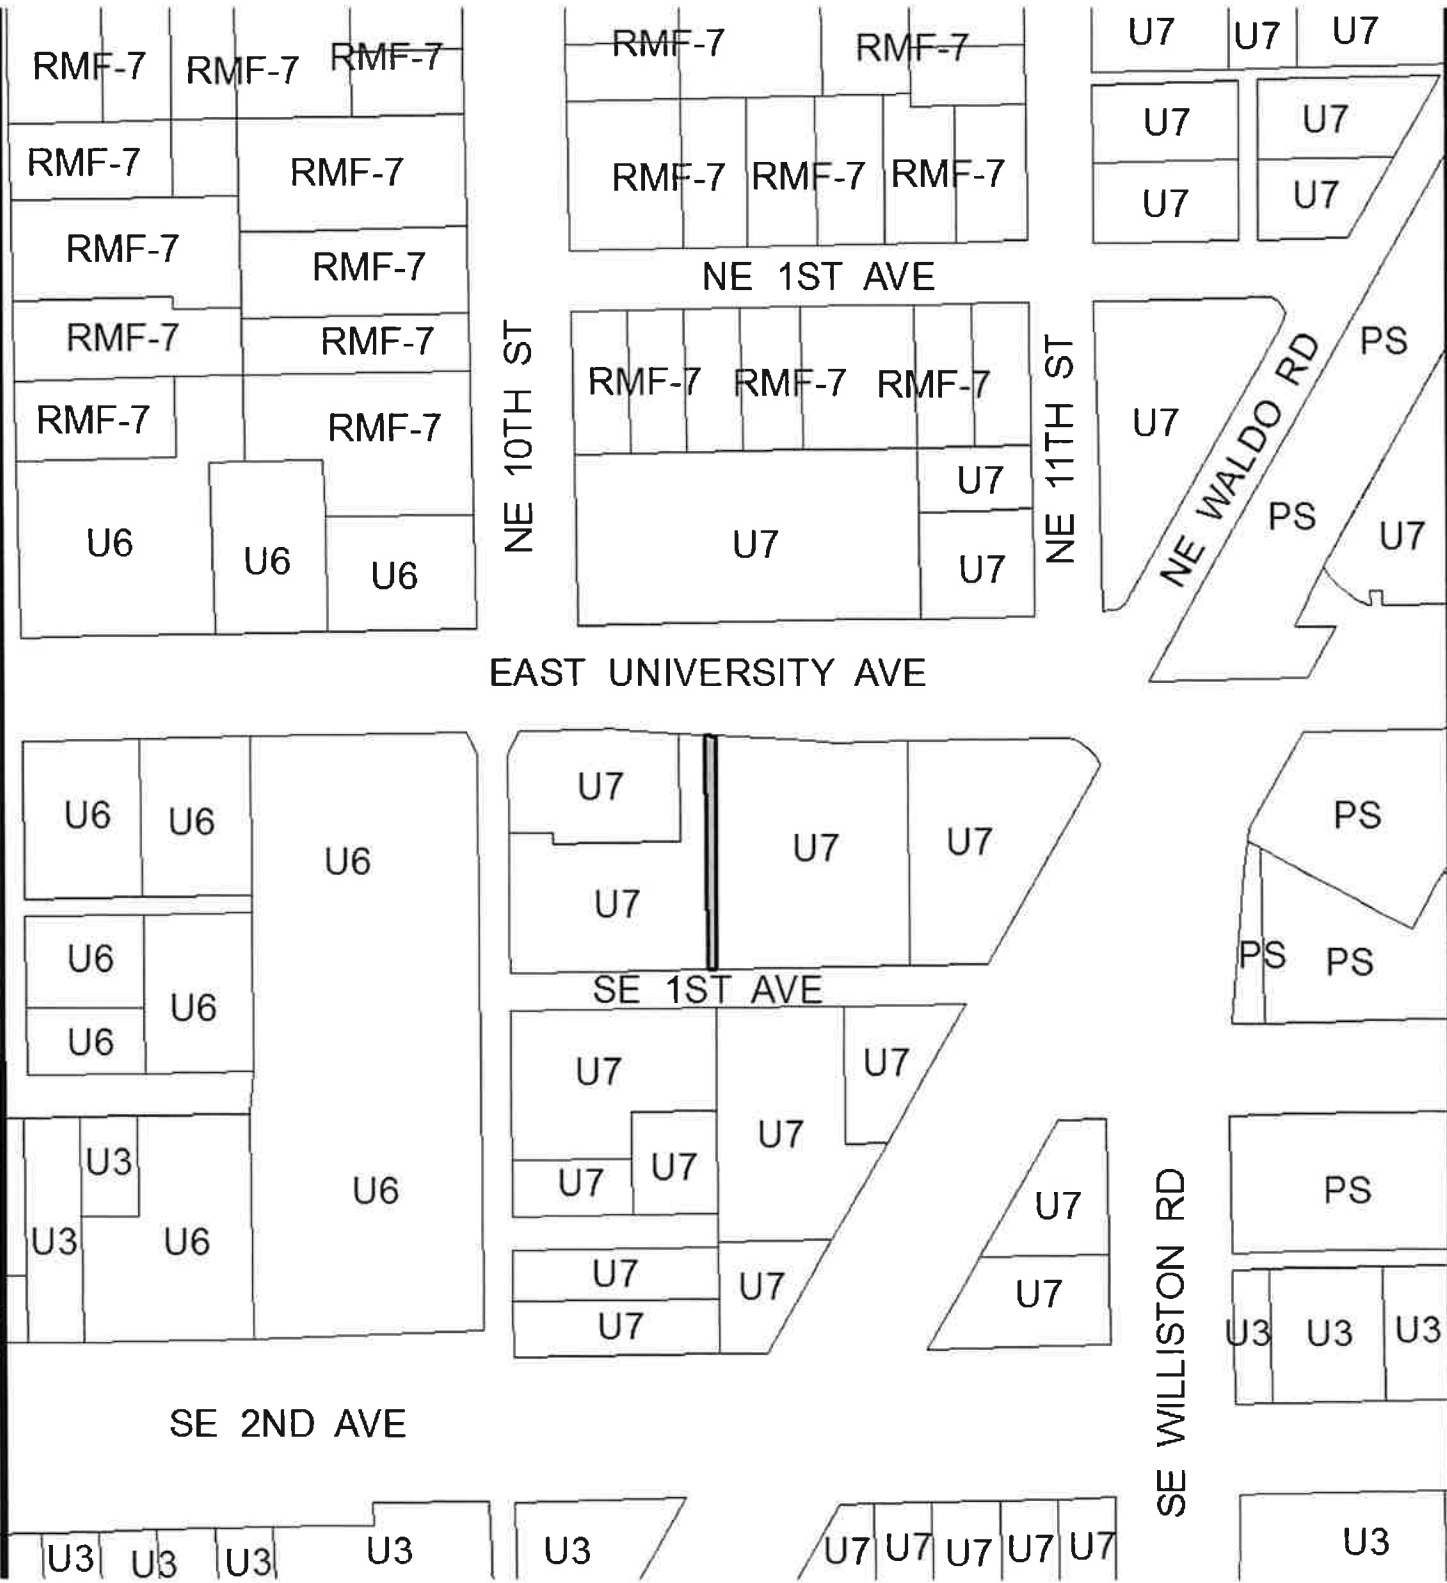 RMF-7 RMF-7 RMF-7 RMF-7 RMF-7 U7 U7 U7
RMF-7 RMF-7 RMF-7 RMF-7 RMF-7 U7 U7
U7 U7
RMF-7 RMF-7
NE 1ST AVE
RMF-7 RMF-7 PS
RMF-7 RMF-7 RMF-7 RMF-7 RMF-7 U7
NE 10TH ST
NE 11TH ST
NE WALDO RD
U7
U6 U6 U6 U7 U7 PS U7
EAST UNIVERSITY AVE
U6 U6 U6 U7 U7 U7 PS
U7
U6 U6 PS PS
SE 1ST AVE
U6 U7 U7
U3 U7 U7 U7
U3 U6 U6 U7 U7 PS
U7 U7 U7
U7 U3 U3 U3
SE WILLISTON RD
SE 2ND AVE
U3 U3 U3 U3 U3 U7 U7 U7 U7 U7 U3